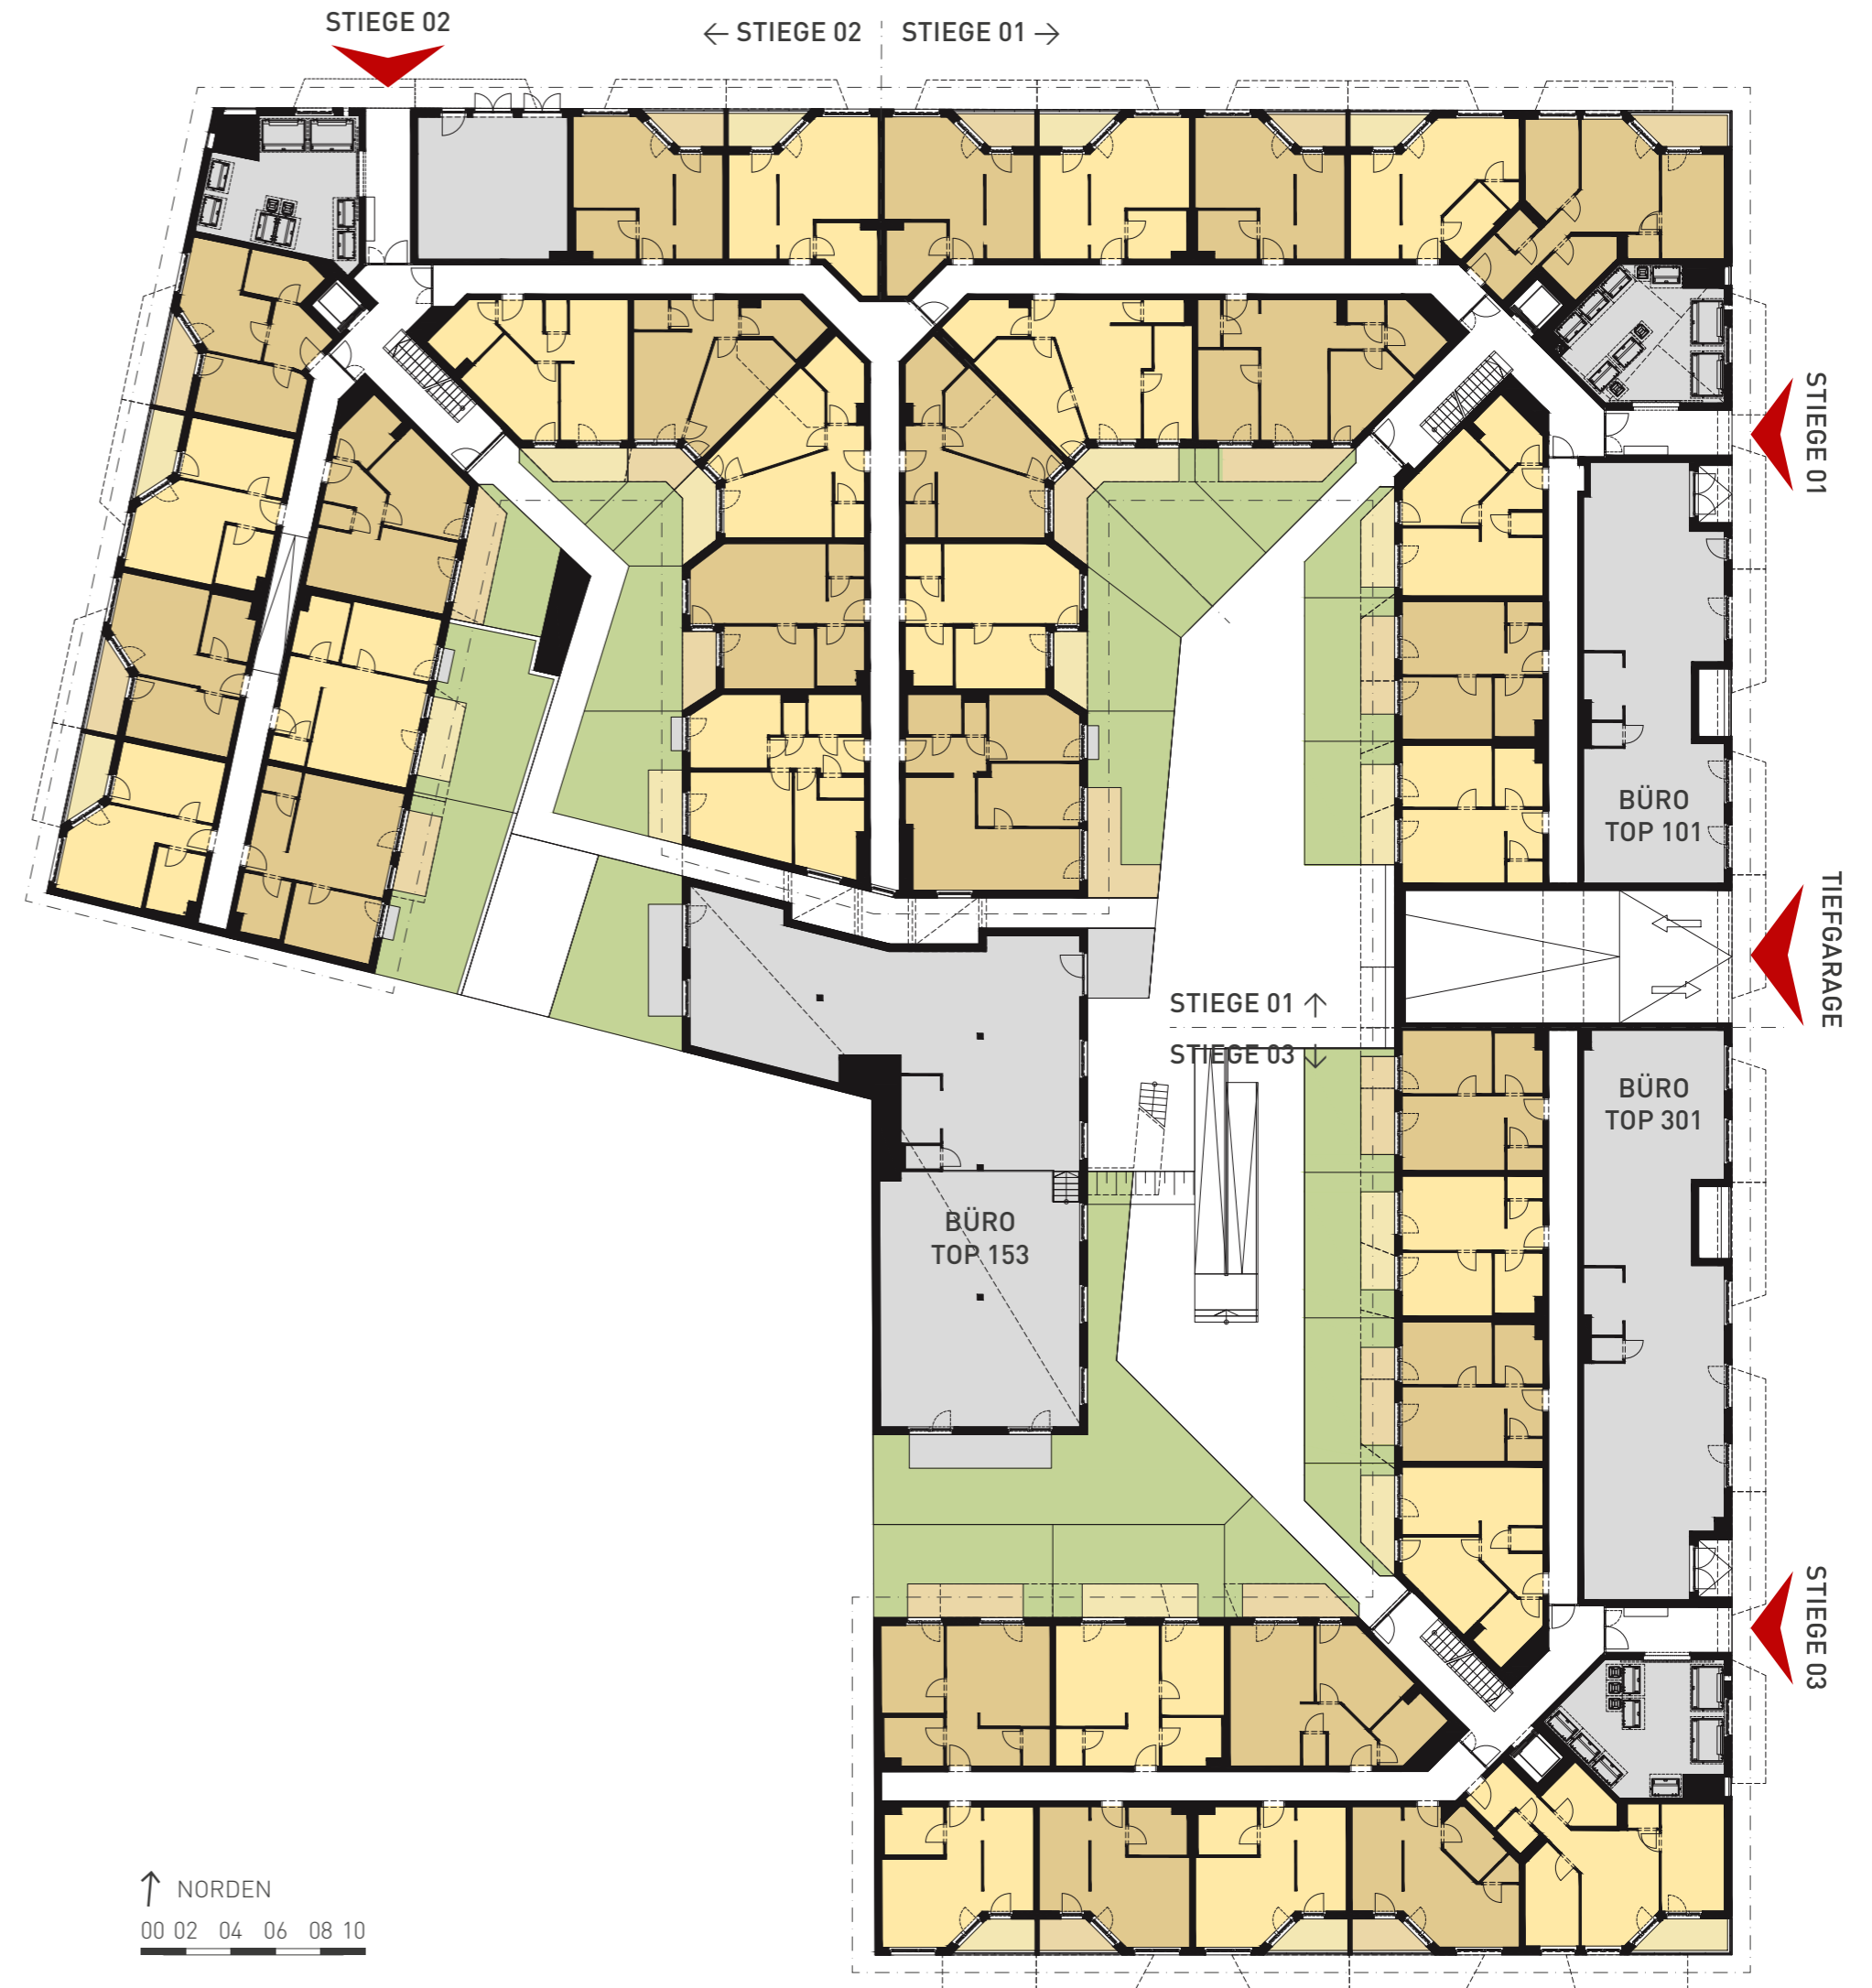 STIEGE 02
← STIEGE 02
STIEGE 01 →
STIEGE 01
BÜRO
TOP 101
TIEFGARAGE
STIEGE 01 ↑
STIEGE 03 ↓
BÜRO
TOP 301
BÜRO
TOP 153
STIEGE 03
↑ NORDEN
00 02 04 06 08 10